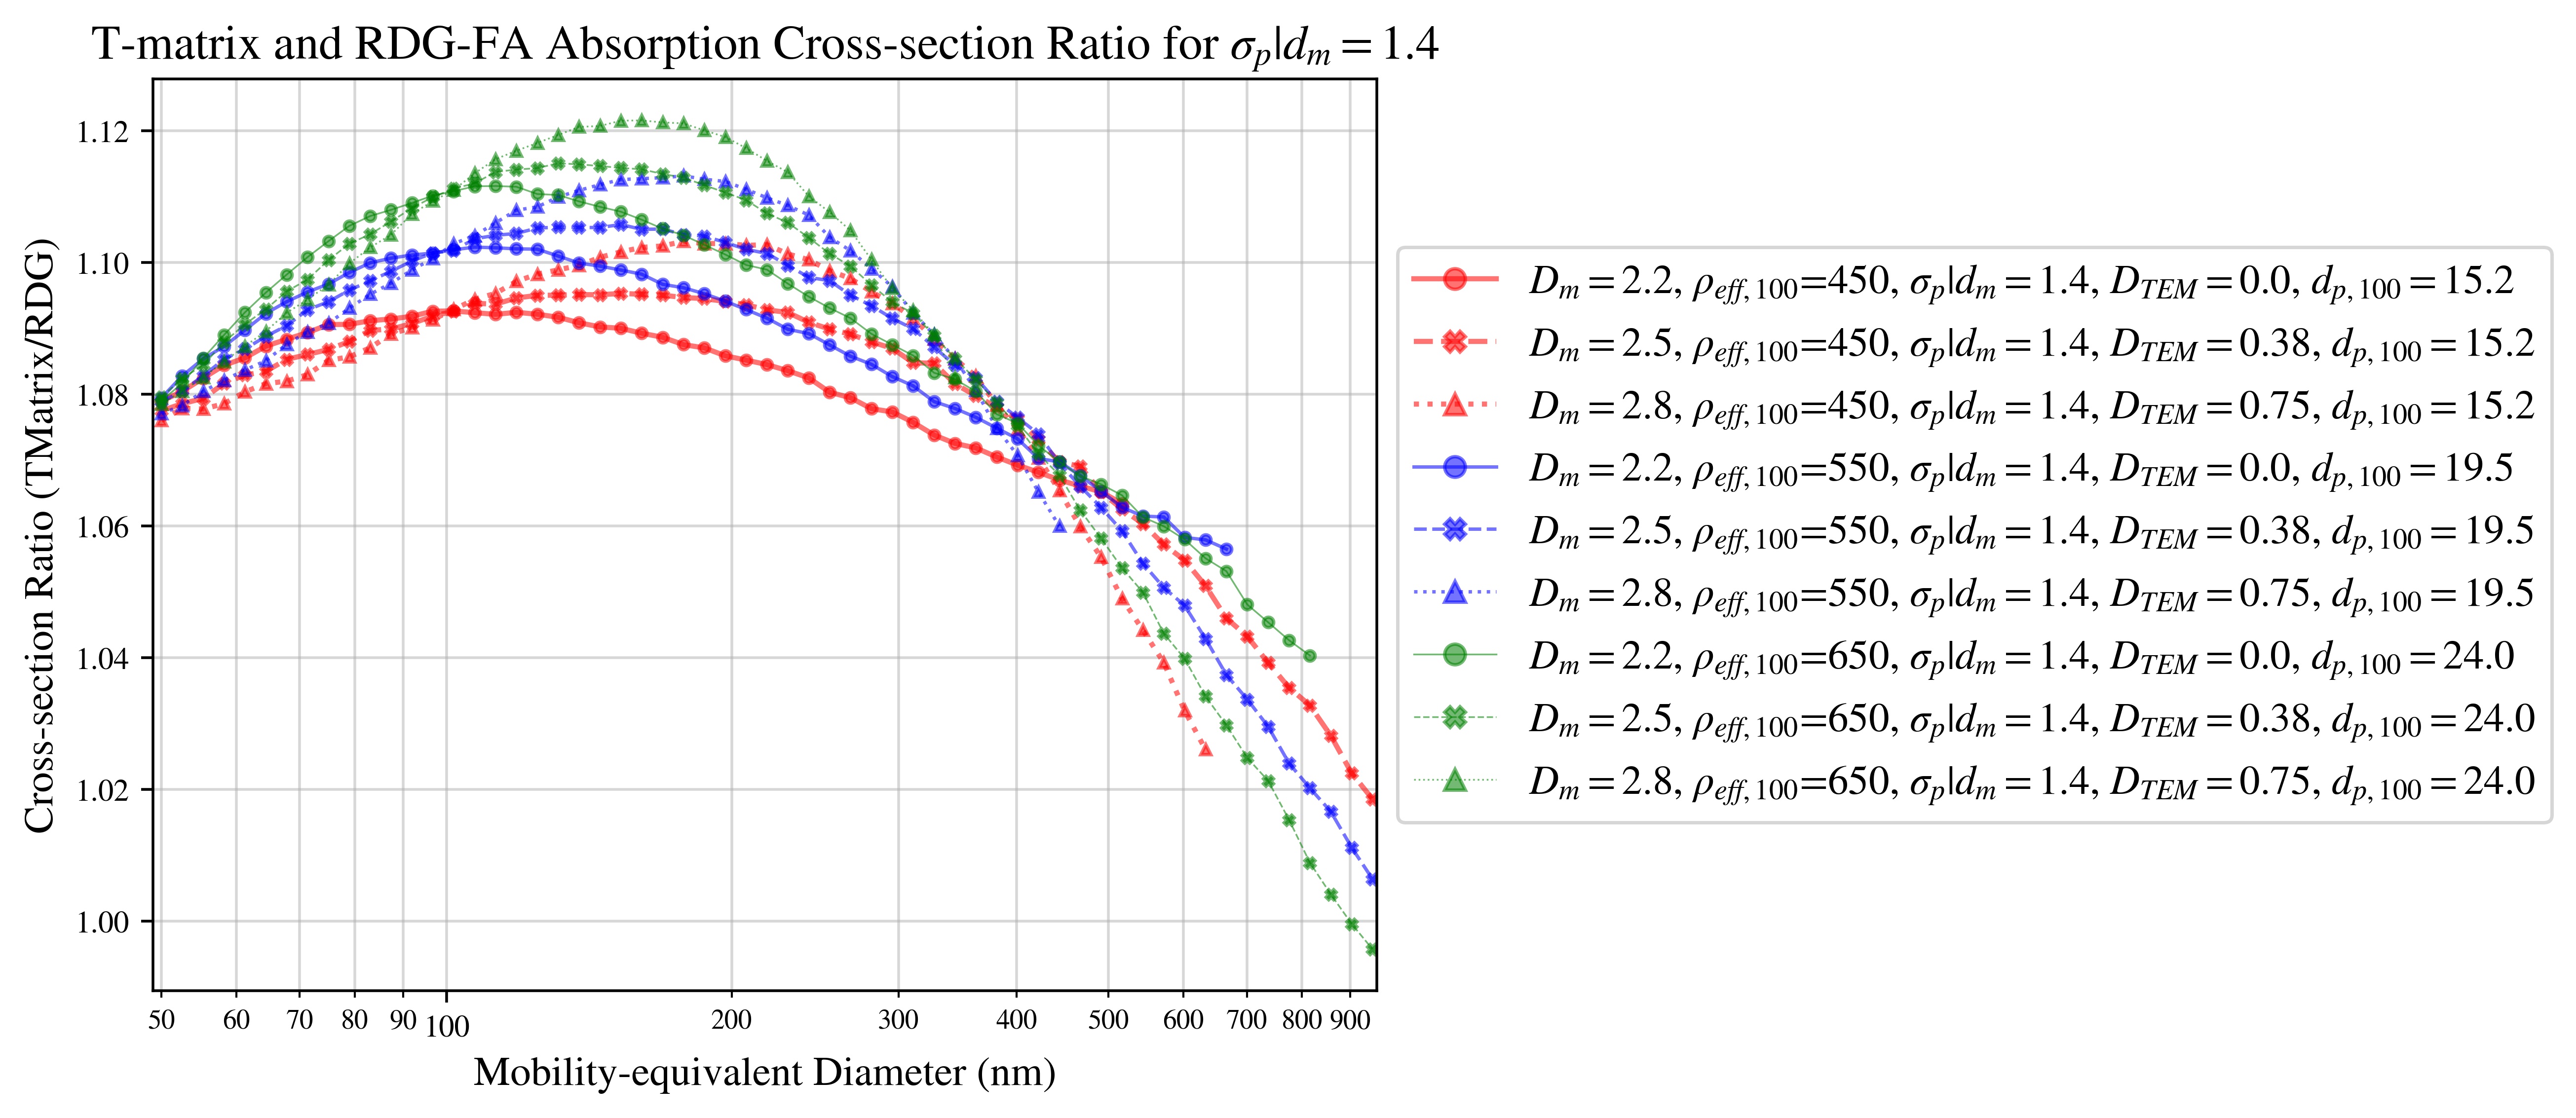 T-matrix and RDG-FA Absorption Cross-section Ratio for σp|dm = 1.4
Cross-section Ratio (TMatrix/RDG)
1.12
1.10
1.08
1.06
1.04
1.02
1.00
50 60 70 80 90 100 200 300 400 500 600 700 800 900
Mobility-equivalent Diameter (nm)
Dm = 2.2, ρeff,100=450, σp|dm = 1.4, DTEM = 0.0, dp,100 = 15.2
Dm = 2.5, ρeff,100=450, σp|dm = 1.4, DTEM = 0.38, dp,100 = 15.2
Dm = 2.8, ρeff,100=450, σp|dm = 1.4, DTEM = 0.75, dp,100 = 15.2
Dm = 2.2, ρeff,100=550, σp|dm = 1.4, DTEM = 0.0, dp,100 = 19.5
Dm = 2.5, ρeff,100=550, σp|dm = 1.4, DTEM = 0.38, dp,100 = 19.5
Dm = 2.8, ρeff,100=550, σp|dm = 1.4, DTEM = 0.75, dp,100 = 19.5
Dm = 2.2, ρeff,100=650, σp|dm = 1.4, DTEM = 0.0, dp,100 = 24.0
Dm = 2.5, ρeff,100=650, σp|dm = 1.4, DTEM = 0.38, dp,100 = 24.0
Dm = 2.8, ρeff,100=650, σp|dm = 1.4, DTEM = 0.75, dp,100 = 24.0